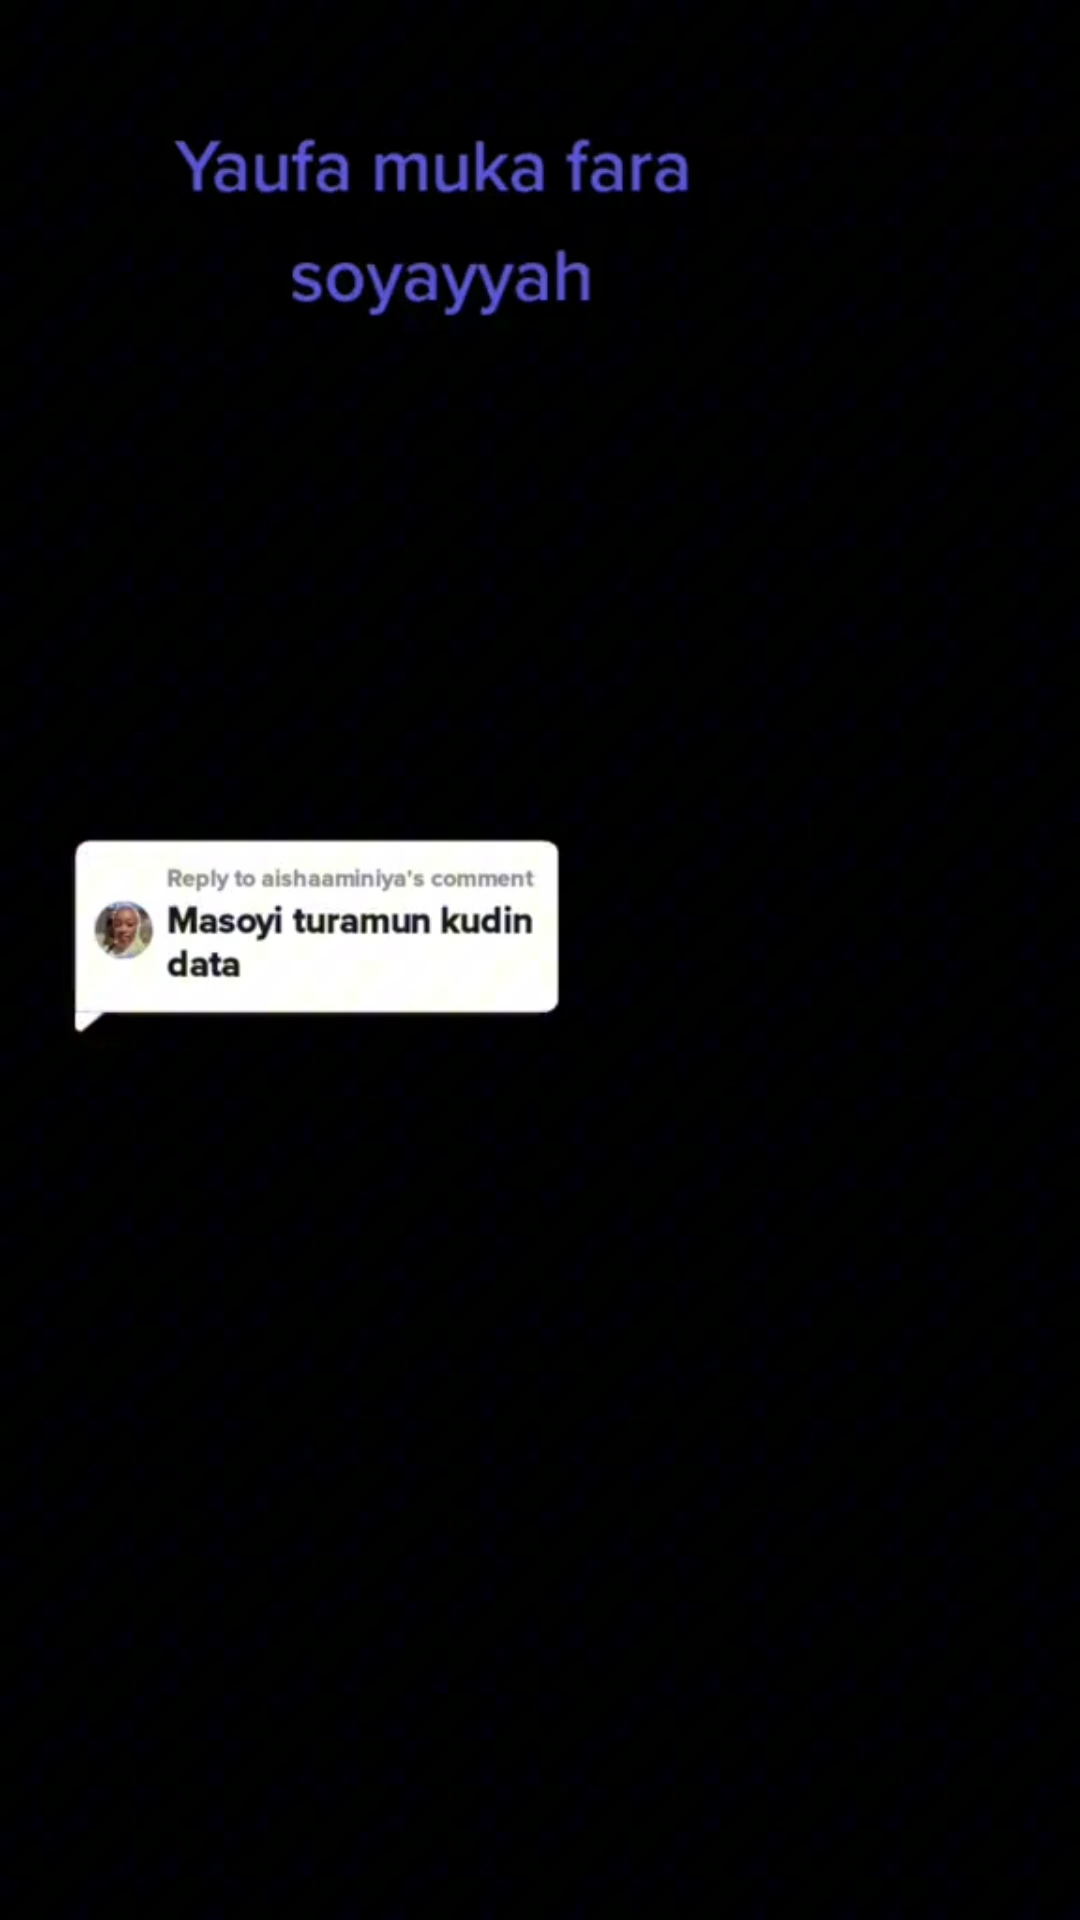 Yaufa muka fara
soyayyah
Reply to aishaaminiya's comment
Masoyi turamun kudin
data